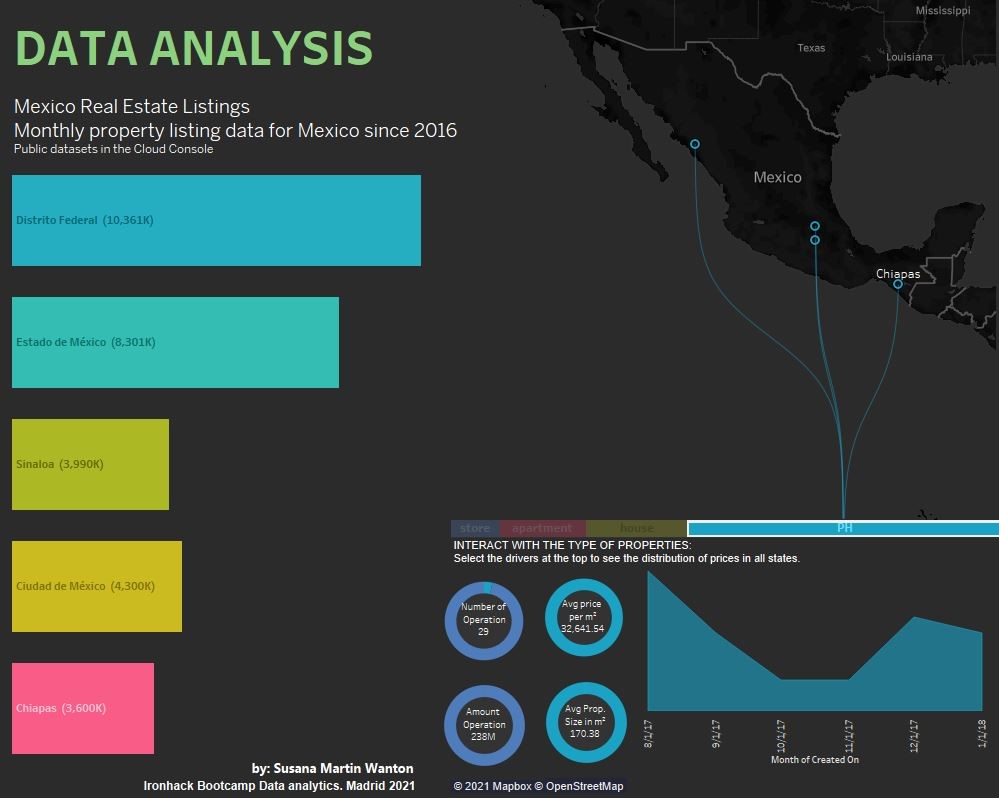 DATA ANALYSIS
Mexico Real Estate Listings
Monthly property listing data for Mexico since 2016
Public datasets in the Cloud Console
Distrito Federal (10,361K)
Estado de México (8,301K)
Sinaloa (3,990K)
Ciudad de México (4,300K)
Chiapas (3,600K)
by: Susana Martin Wanton
Ironhack Bootcamp Data analytics. Madrid 2021
Mississippi
Texas
Louisiana
Mexico
Chiapas
store apartment house PH
INTERACT WITH THE TYPE OF PROPERTIES:
Select the drivers at the top to see the distribution of prices in all states.
Number of
Operation
29
Avg price
per m²
32,641.54
Amount
Operation
238M
Avg Prop.
Size in m²
170.38
8/1/17
9/1/17
10/1/17
11/1/17
12/1/17
1/1/18
Month of Created On
© 2021 Mapbox © OpenStreetMap